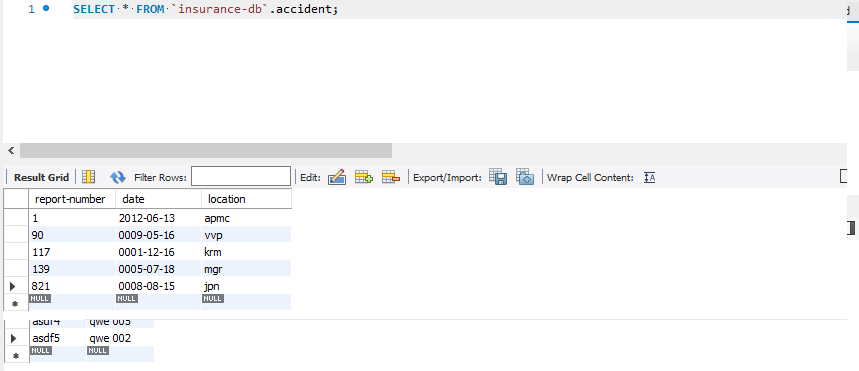 1 SELECT * FROM `insurance-db`.accident;
Result Grid Filter Rows: Edit: Export/Import: Wrap Cell Content: IA
report-number date location
1 2012-06-13 apmc
90 0009-05-16 vvp
117 0001-12-16 krm
139 0005-07-18 mgr
821 0008-08-15 jpn
NULL NULL NULL
asdf4 qwe 005
asdf5 qwe 002
NULL NULL